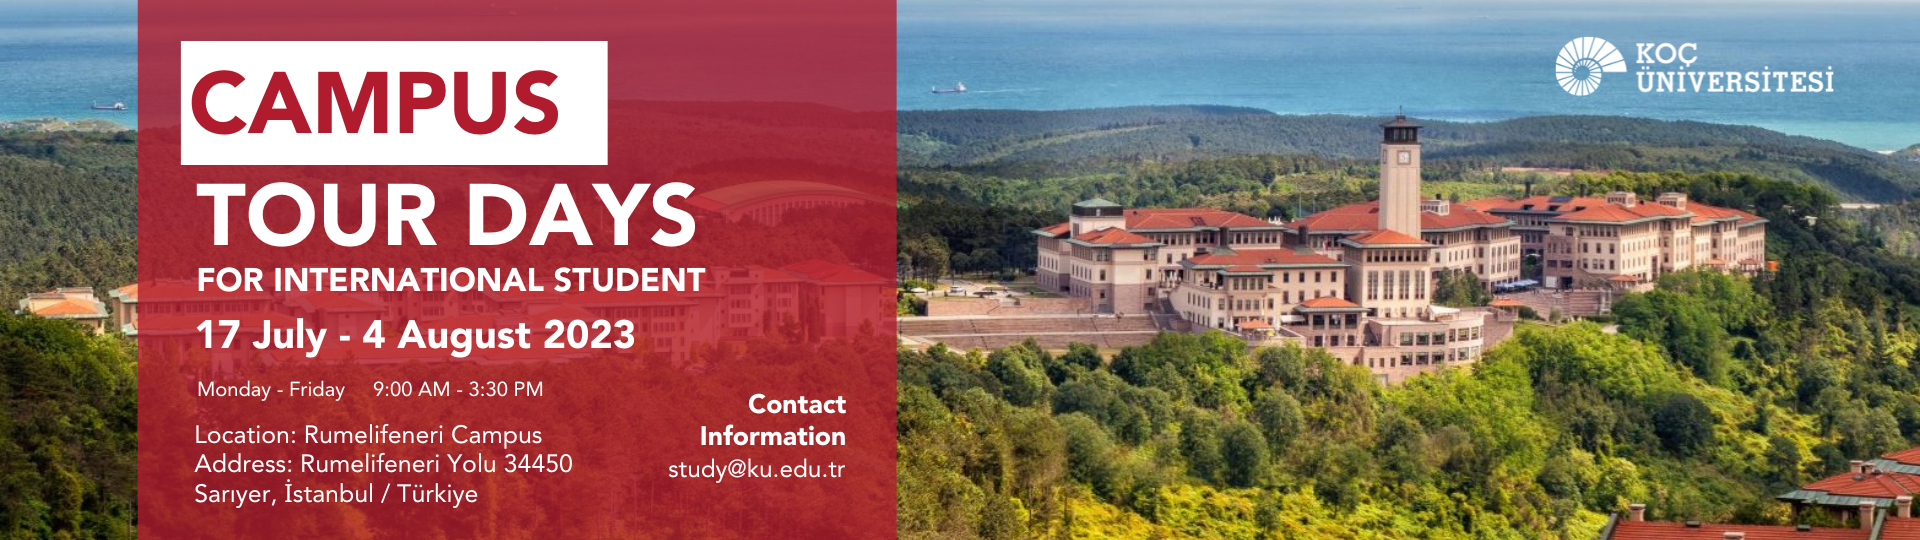 CAMPUS
TOUR DAYS
FOR INTERNATIONAL STUDENT
17 July - 4 August 2023
Monday - Friday 9:00 AM - 3:30 PM
Location: Rumelifeneri Campus
Address: Rumelifeneri Yolu 34450
Sarıyer, İstanbul / Türkiye
Contact
Information
study@ku.edu.tr
KOÇ
ÜNİVERSİTESİ